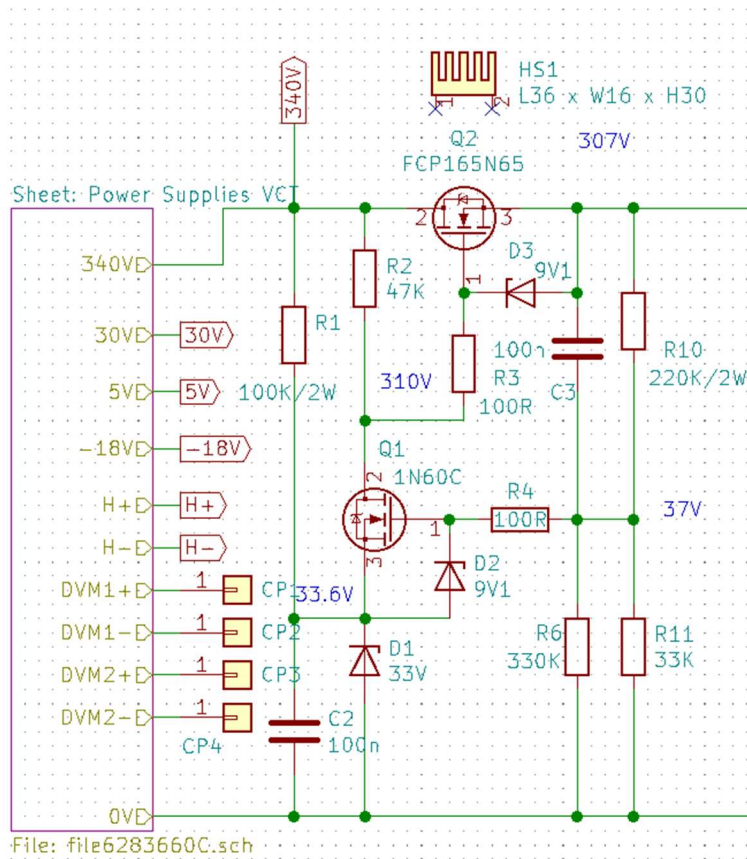 340V
HS1
L36 x W16 x H30
1
2
Q2
FCP165N65
307V
Sheet: Power Supplies VCT
2
3
1
340V
R2
47K
D3
9V1
30V
30V
R1
100K/2W
5V
5V
310V
100n
C3
R3
100R
R10
220K/2W
-18V
-18V
Q1
1N60C
2
H+
H+
R4
100R
37V
1
H-
H-
3
D2
9V1
DVM1+
1
CP1
33.6V
DVM1-
1
CP2
D1
33V
R6
330K
R11
33K
DVM2+
1
CP3
DVM2-
1
CP4
C2
100n
0V
File: file6283660C.sch